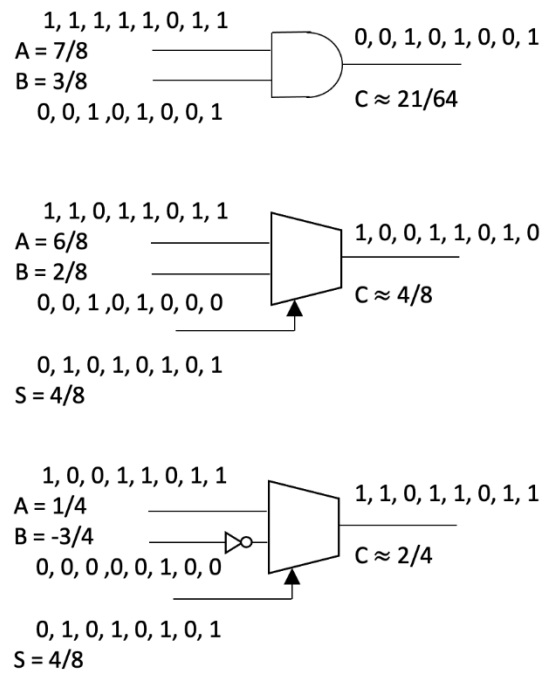 1, 1, 1, 1, 1, 0, 1, 1
A = 7/8
B = 3/8
0, 0, 1 ,0, 1, 0, 0, 1
0, 0, 1, 0, 1, 0, 0, 1
C ≈ 21/64
1, 1, 0, 1, 1, 0, 1, 1
A = 6/8
B = 2/8
0, 0, 1 ,0, 1, 0, 0, 0
1, 0, 0, 1, 1, 0, 1, 0
C ≈ 4/8
0, 1, 0, 1, 0, 1, 0, 1
S = 4/8
1, 0, 0, 1, 1, 0, 1, 1
A = 1/4
B = -3/4
0, 0, 0 ,0, 0, 1, 0, 0
1, 1, 0, 1, 1, 0, 1, 1
C ≈ 2/4
0, 1, 0, 1, 0, 1, 0, 1
S = 4/8